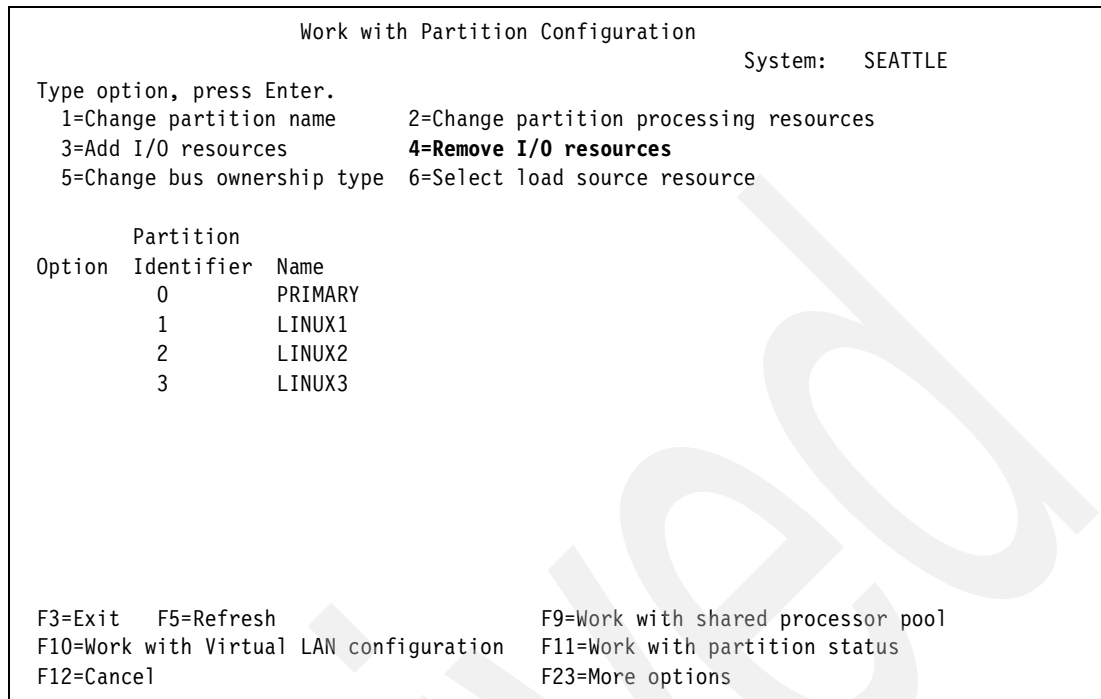 Work with Partition Configuration
System: SEATTLE
Type option, press Enter.
1=Change partition name 2=Change partition processing resources
3=Add I/O resources 4=Remove I/O resources
5=Change bus ownership type 6=Select load source resource
Partition
Option Identifier Name
0 PRIMARY
1 LINUX1
2 LINUX2
3 LINUX3
F3=Exit F5=Refresh F9=Work with shared processor pool
F10=Work with Virtual LAN configuration F11=Work with partition status
F12=Cancel F23=More options